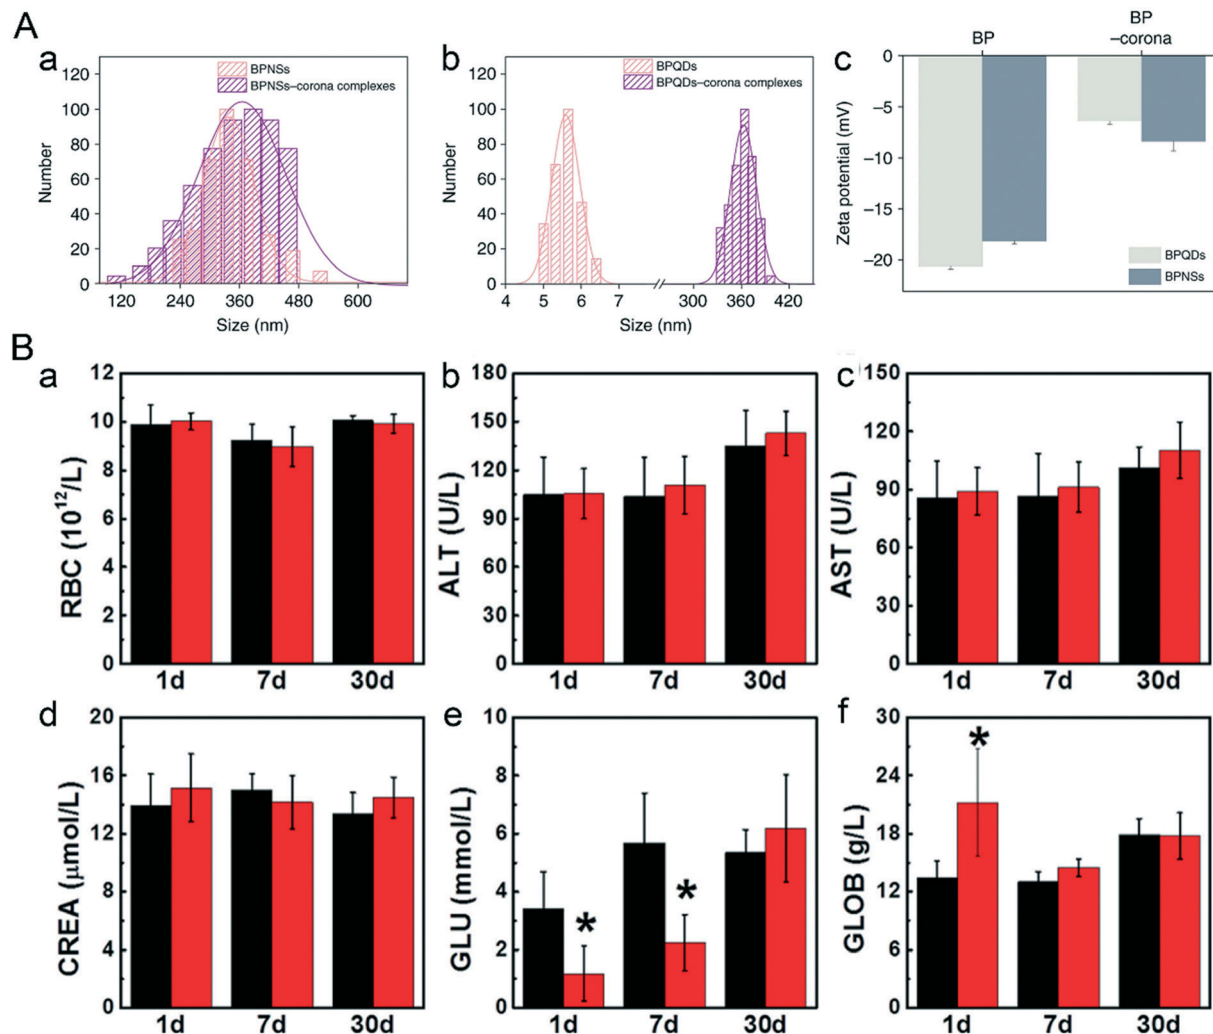 A
a
BPNSs
BPNSs–corona complexes
120
100
80
60
40
20
0
Number
120 240 360 480 600
Size (nm)
b
BPQDs
BPQDs–corona complexes
120
100
80
60
40
20
0
Number
4 5 6 7 300 360 420
Size (nm)
c
BP
BP
–corona
0
–5
–10
–15
–20
Zeta potential (mV)
BPQDs
BPNSs
B
a
12
10
8
6
4
2
0
RBC (10¹²/L)
1d 7d 30d
b
180
150
120
90
60
30
0
ALT (U/L)
1d 7d 30d
c
150
120
90
60
30
0
AST (U/L)
1d 7d 30d
d
20
16
12
8
4
0
CREA (μmol/L)
1d 7d 30d
e
10
8
6
4
2
0
GLU (mmol/L)
* *
1d 7d 30d
f
30
24
18
12
6
0
GLOB (g/L)
*
1d 7d 30d